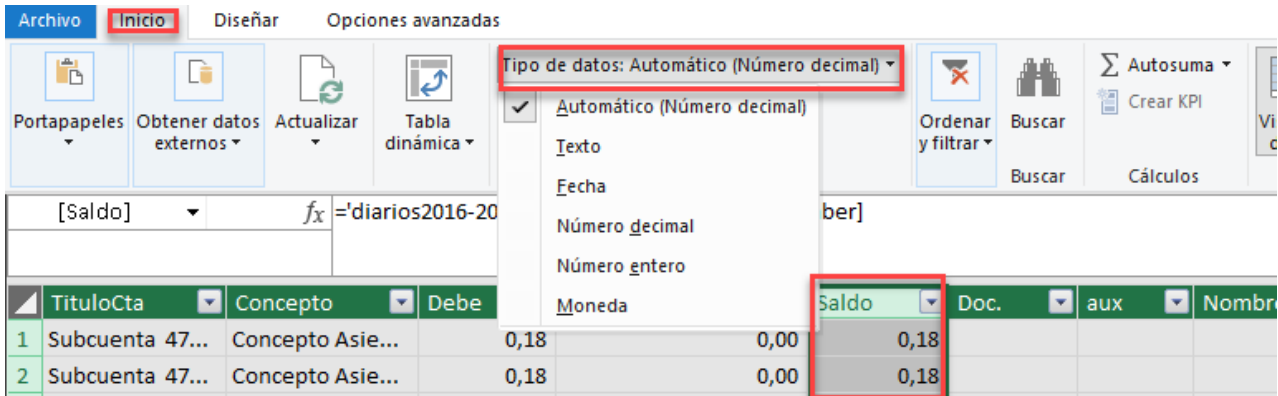 Archivo Inicio Diseñar Opciones avanzadas
Portapapeles
Obtener datos
externos
Actualizar
Tabla
dinámica
Tipo de datos: Automático (Número decimal)
Automático (Número decimal)
Texto
Fecha
Número decimal
Número entero
Moneda
Ordenar
y filtrar
Buscar
Buscar
Autosuma
Crear KPI
Cálculos
[Saldo] fx ='diarios2016-20 ber]
TituloCta Concepto Debe Saldo Doc. aux Nombre
1 Subcuenta 47... Concepto Asie... 0,18 0,00 0,18
2 Subcuenta 47... Concepto Asie... 0,18 0,00 0,18